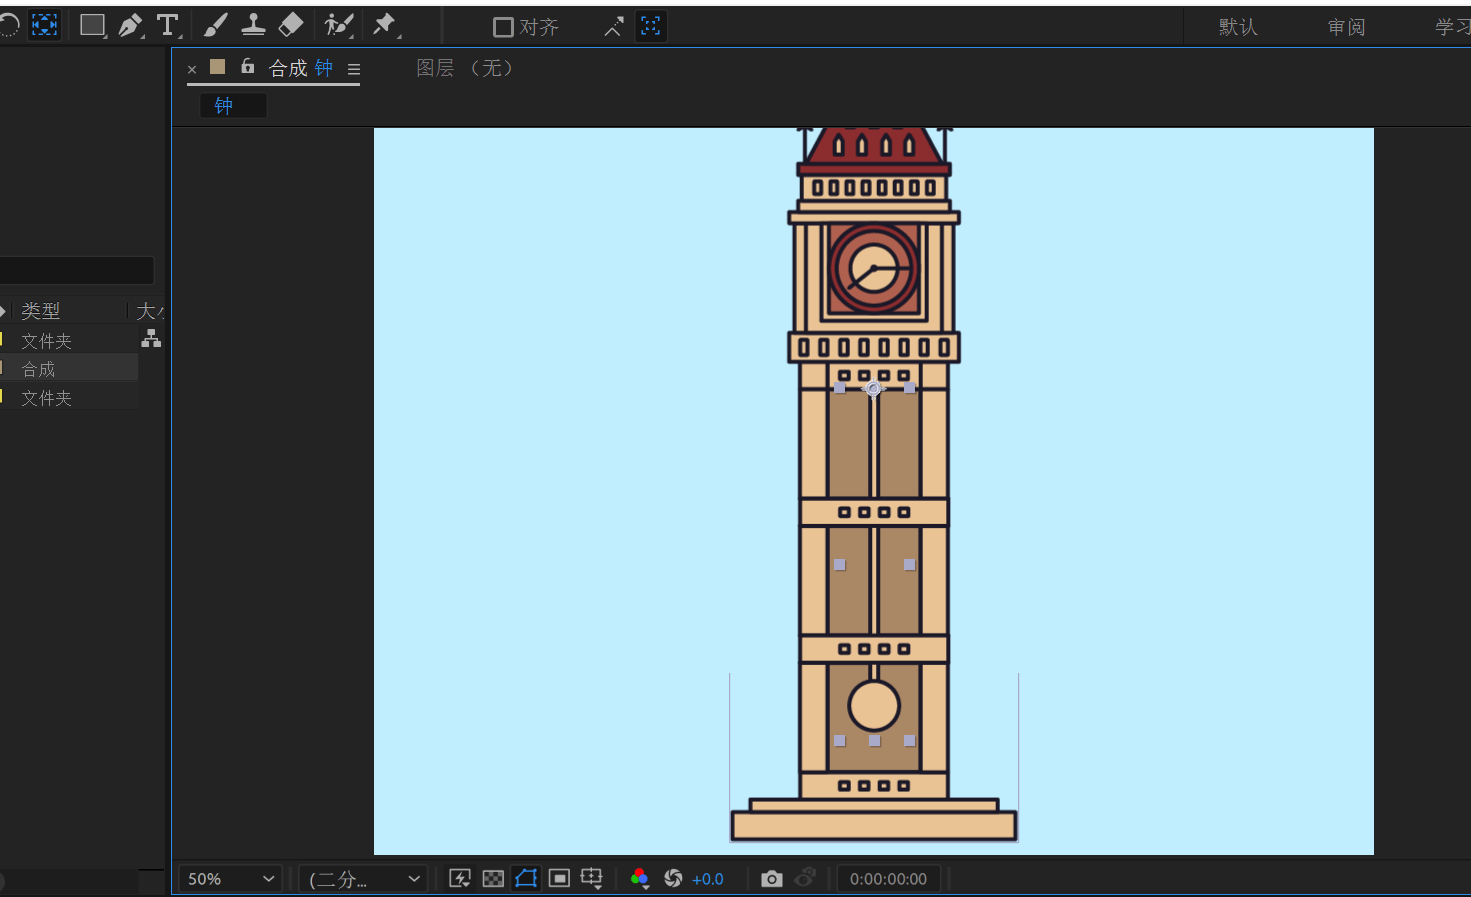 对齐
默认
审阅
学习
合成 钟
图层 （无）
钟
类型
大小
文件夹
合成
文件夹
50%
(二分...
+0.0
0:00:00:00